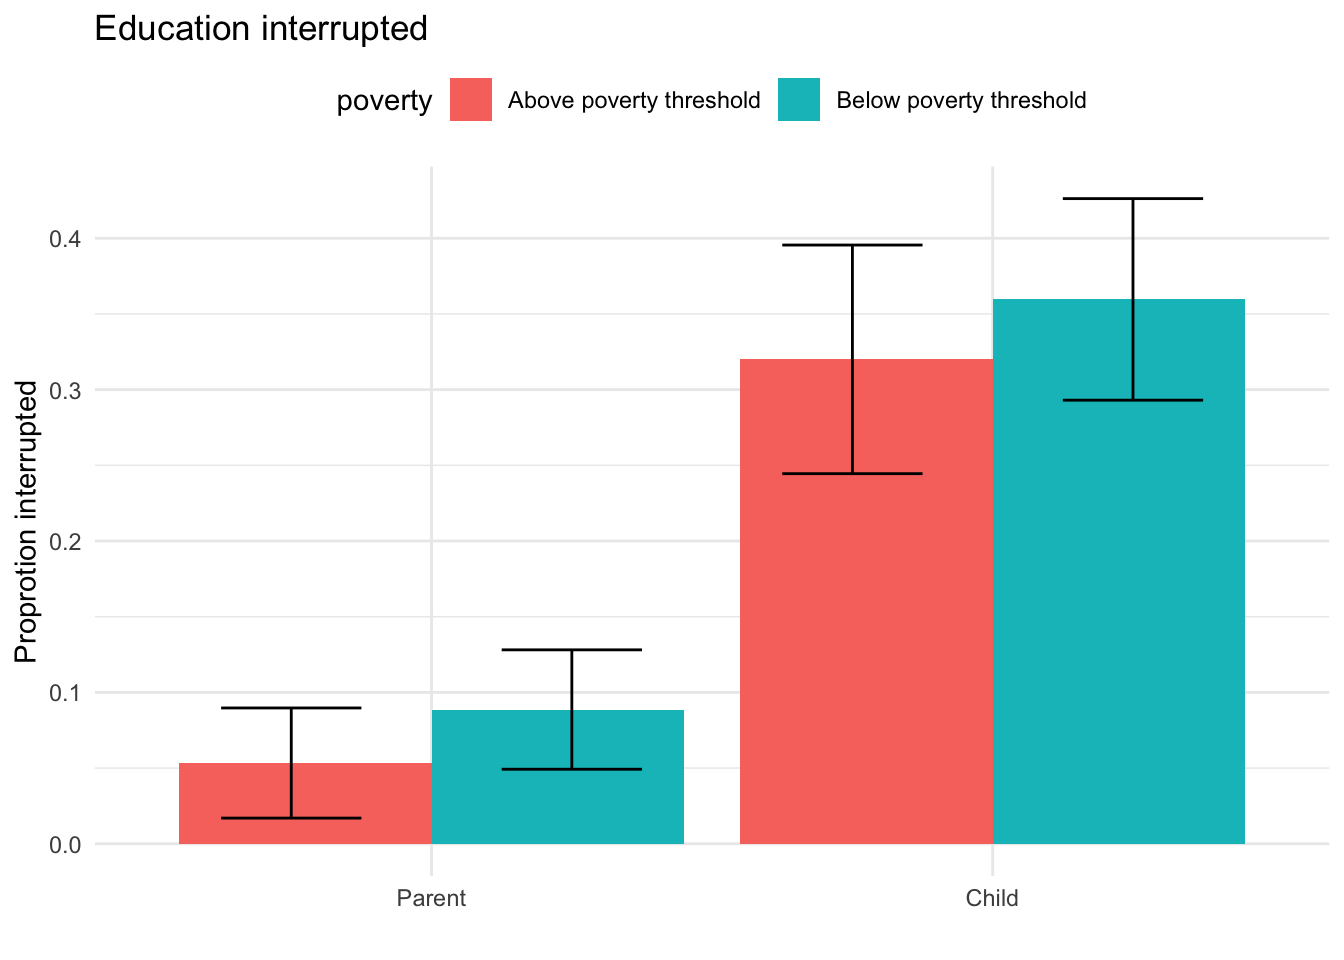 Education interrupted
poverty Above poverty threshold Below poverty threshold
Proprotion interrupted
0.4
0.3
0.2
0.1
0.0
Parent Child